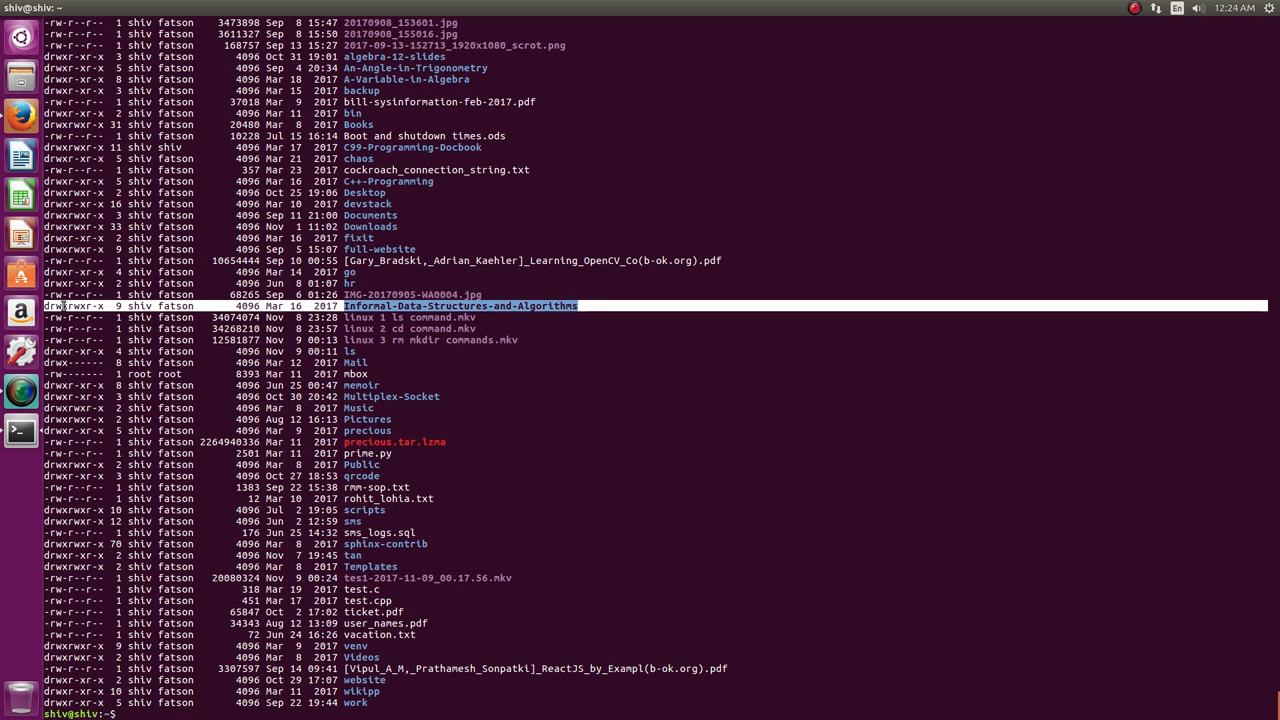 shiv@shiv: ~
En
12:24 AM
-rw-r--r-- 1 shiv fatson 3473898 Sep 8 15:47 20170908_153601.jpg
-rw-r--r-- 1 shiv fatson 3611327 Sep 8 15:50 20170908_155016.jpg
-rw-r--r-- 1 shiv fatson 168757 Sep 13 15:27 2017-09-13-152713_1920x1080_scrot.png
drwxr-xr-x 3 shiv fatson 4096 Oct 31 19:01 algebra-12-slides
drwxr-xr-x 5 shiv fatson 4096 Sep 4 20:34 An-Angle-in-Trigonometry
drwxr-xr-x 8 shiv fatson 4096 Mar 18 2017 A-Variable-in-Algebra
drwxrwxr-x 3 shiv fatson 4096 Mar 15 2017 backup
-rw-r--r-- 1 shiv fatson 37018 Mar 9 2017 bill-sysinformation-feb-2017.pdf
drwxr-xr-x 2 shiv fatson 4096 Mar 11 2017 bin
drwxrwxr-x 31 shiv fatson 20480 Mar 8 2017 Books
-rw-r--r-- 1 shiv fatson 10228 Jul 15 16:14 Boot and shutdown times.ods
drwxrwxr-x 11 shiv shiv 4096 Mar 17 2017 C99-Programming-Docbook
drwxr-xr-x 5 shiv fatson 4096 Mar 21 2017 chaos
-rw-r--r-- 1 shiv fatson 357 Mar 23 2017 cockroach_connection_string.txt
drwxr-xr-x 5 shiv fatson 4096 Mar 16 2017 C++-Programming
drwxr-xr-x 2 shiv fatson 4096 Oct 25 19:06 Desktop
drwxr-xr-x 16 shiv fatson 4096 Mar 10 2017 devstack
drwxrwxr-x 3 shiv fatson 4096 Sep 11 21:00 Documents
drwxrwxr-x 33 shiv fatson 4096 Nov 1 11:02 Downloads
drwxr-xr-x 2 shiv fatson 4096 Mar 16 2017 fixit
drwxrwxr-x 9 shiv fatson 4096 Sep 5 15:07 full-website
-rw-r--r-- 1 shiv fatson 10654444 Sep 10 00:55 [Gary_Bradski,_Adrian_Kaehler]_Learning_OpenCV_Co(b-ok.org).pdf
drwxr-xr-x 4 shiv fatson 4096 Mar 14 2017 go
drwxr-xr-x 2 shiv fatson 4096 Jun 8 01:07 hr
-rw-r--r-- 1 shiv fatson 68265 Sep 6 01:26 IMG-20170905-WA0004.jpg
drwxrwxr-x 9 shiv fatson 4096 Mar 16 2017 Informal-Data-Structures-and-Algorithms
-rw-r--r-- 1 shiv fatson 34074074 Nov 8 23:28 linux 1 ls command.mkv
-rw-r--r-- 1 shiv fatson 34268210 Nov 8 23:57 linux 2 cd command.mkv
-rw-r--r-- 1 shiv fatson 12581877 Nov 9 00:13 linux 3 rm mkdir commands.mkv
drwxr-xr-x 4 shiv fatson 4096 Nov 9 00:11 ls
drwx------ 8 shiv fatson 4096 Mar 12 2017 Mail
-rw------- 1 root root 8393 Mar 11 2017 mbox
drwxr-xr-x 8 shiv fatson 4096 Jun 25 00:47 memoir
drwxr-xr-x 3 shiv fatson 4096 Oct 30 20:42 Multiplex-Socket
drwxrwxr-x 2 shiv fatson 4096 Mar 8 2017 Music
drwxrwxr-x 2 shiv fatson 4096 Aug 12 16:13 Pictures
drwxr-xr-x 5 shiv fatson 4096 Mar 9 2017 precious
-rw-r--r-- 1 shiv fatson 2264940336 Mar 11 2017 precious.tar.lzma
-rw-r--r-- 1 shiv fatson 2501 Mar 11 2017 prime.py
drwxrwxr-x 2 shiv fatson 4096 Mar 8 2017 Public
drwxr-xr-x 3 shiv fatson 4096 Oct 27 18:53 qrcode
-rw-r--r-- 1 shiv fatson 1383 Sep 22 15:38 rmm-sop.txt
-rw-r--r-- 1 shiv fatson 12 Mar 10 2017 rohit_lohia.txt
drwxrwxr-x 10 shiv fatson 4096 Jul 2 19:05 scripts
drwxr-xr-x 12 shiv fatson 4096 Jun 2 12:59 sms
-rw-r--r-- 1 shiv fatson 176 Jun 25 14:32 sms_logs.sql
drwxrwxr-x 70 shiv fatson 4096 Mar 8 2017 sphinx-contrib
drwxr-xr-x 2 shiv fatson 4096 Nov 7 19:45 tan
drwxrwxr-x 2 shiv fatson 4096 Mar 8 2017 Templates
-rw-r--r-- 1 shiv fatson 20080324 Nov 9 00:24 tes1-2017-11-09_00.17.56.mkv
-rw-r--r-- 1 shiv fatson 318 Mar 19 2017 test.c
-rw-r--r-- 1 shiv fatson 451 Mar 17 2017 test.cpp
-rw-r--r-- 1 shiv fatson 65847 Oct 2 17:02 ticket.pdf
-rw-r--r-- 1 shiv fatson 34343 Aug 12 13:09 user_names.pdf
-rw-r--r-- 1 shiv fatson 72 Jun 24 16:26 vacation.txt
drwxrwxr-x 9 shiv fatson 4096 Mar 9 2017 venv
drwxrwxr-x 2 shiv fatson 4096 Mar 8 2017 Videos
-rw-r--r-- 1 shiv fatson 3307597 Sep 14 09:41 [Vipul_A_M,_Prathamesh_Sonpatki]_ReactJS_by_Exampl(b-ok.org).pdf
drwxr-xr-x 2 shiv fatson 4096 Oct 29 17:07 website
drwxrwxr-x 10 shiv fatson 4096 Mar 11 2017 wikipp
drwxr-xr-x 5 shiv fatson 4096 Sep 22 19:44 work
shiv@shiv:~$